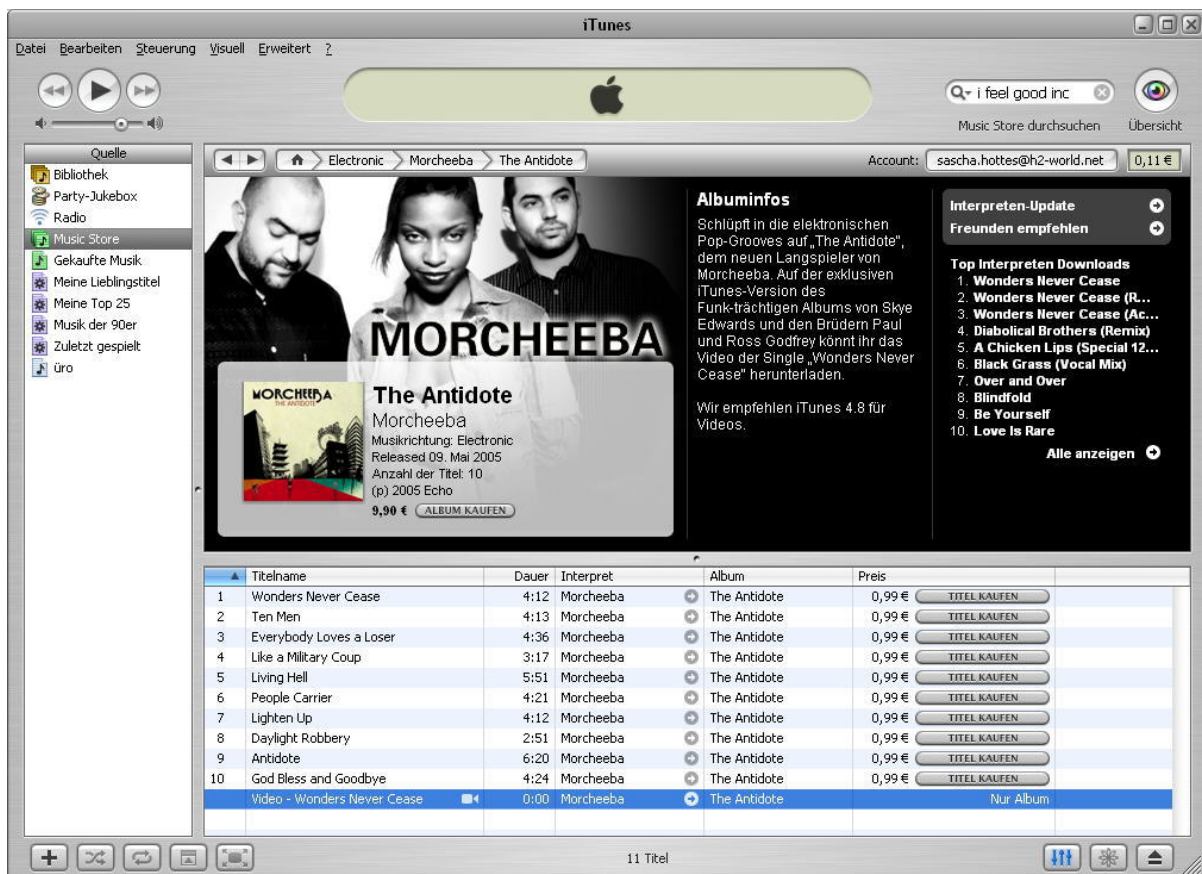 iTunes
Datei Bearbeiten Steuerung Visuell Erweitert ?
i feel good inc
Music Store durchsuchen Übersicht
Quelle
Bibliothek
Party-Jukebox
Radio
Music Store
Gekaufte Musik
Meine Lieblingstitel
Meine Top 25
Musik der 90er
Zuletzt gespielt
üro
Electronic Morcheeba The Antidote Account: sascha.hottes@h2-world.net 0,11 €
MORCHEEBA
MORCHEEBA
THE ANTIDOTE
The Antidote
Morcheeba
Musikrichtung: Electronic
Released 09. Mai 2005
Anzahl der Titel: 10
(p) 2005 Echo
9,90 € ALBUM KAUFEN
Albuminfos
Schlüpft in die elektronischen
Pop-Grooves auf „The Antidote",
dem neuen Langspieler von
Morcheeba. Auf der exklusiven
iTunes-Version des
Funk-trächtigen Albums von Skye
Edwards und den Brüdern Paul
und Ross Godfrey könnt ihr das
Video der Single „Wonders Never
Cease" herunterladen.
Wir empfehlen iTunes 4.8 für
Videos.
Interpreten-Update
Freunden empfehlen
Top Interpreten Downloads
1. Wonders Never Cease
2. Wonders Never Cease (R...
3. Wonders Never Cease (Ac...
4. Diabolical Brothers (Remix)
5. A Chicken Lips (Special 12...
6. Black Grass (Vocal Mix)
7. Over and Over
8. Blindfold
9. Be Yourself
10. Love Is Rare
Alle anzeigen
Titelname Dauer Interpret Album Preis
1 Wonders Never Cease 4:12 Morcheeba The Antidote 0,99 € TITEL KAUFEN
2 Ten Men 4:13 Morcheeba The Antidote 0,99 € TITEL KAUFEN
3 Everybody Loves a Loser 4:36 Morcheeba The Antidote 0,99 € TITEL KAUFEN
4 Like a Military Coup 3:17 Morcheeba The Antidote 0,99 € TITEL KAUFEN
5 Living Hell 5:51 Morcheeba The Antidote 0,99 € TITEL KAUFEN
6 People Carrier 4:21 Morcheeba The Antidote 0,99 € TITEL KAUFEN
7 Lighten Up 4:12 Morcheeba The Antidote 0,99 € TITEL KAUFEN
8 Daylight Robbery 2:51 Morcheeba The Antidote 0,99 € TITEL KAUFEN
9 Antidote 6:20 Morcheeba The Antidote 0,99 € TITEL KAUFEN
10 God Bless and Goodbye 4:24 Morcheeba The Antidote 0,99 € TITEL KAUFEN
Video - Wonders Never Cease 0:00 Morcheeba The Antidote Nur Album
11 Titel